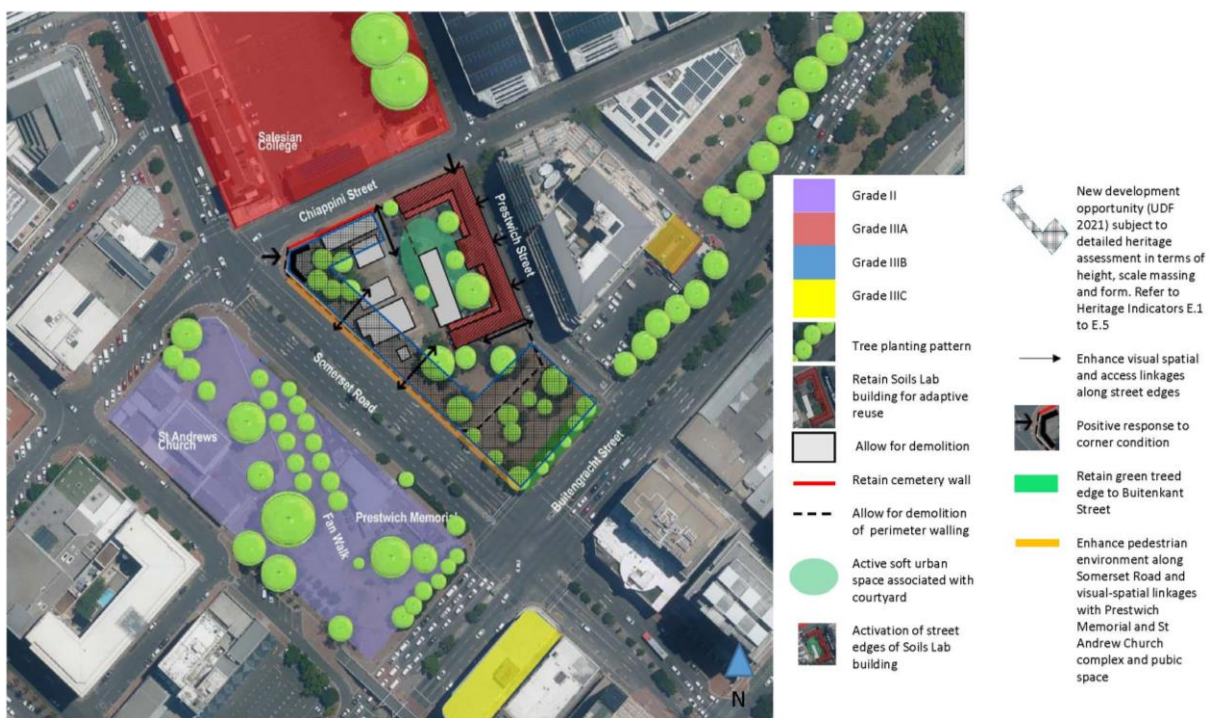 Salesian
College
Chiappini Street
Prestwich Street
Somerset Road
St Andrews
Church
Fan Walk
Prestwich Memorial
Buitengracht Street
N
Grade II
Grade IIIA
Grade IIIB
Grade IIIC
Tree planting pattern
Retain Soils Lab
building for adaptive
reuse
Allow for demolition
Retain cemetery wall
Allow for demolition
of perimeter walling
Active soft urban
space associated with
courtyard
Activation of street
edges of Soils Lab
building
New development
opportunity (UDF
2021) subject to
detailed heritage
assessment in terms of
height, scale massing
and form. Refer to
Heritage Indicators E.1
to E.5
Enhance visual spatial
and access linkages
along street edges
Positive response to
corner condition
Retain green treed
edge to Buitenkant
Street
Enhance pedestrian
environment along
Somerset Road and
visual-spatial linkages
with Prestwich
Memorial and St
Andrew Church
complex and pubic
space